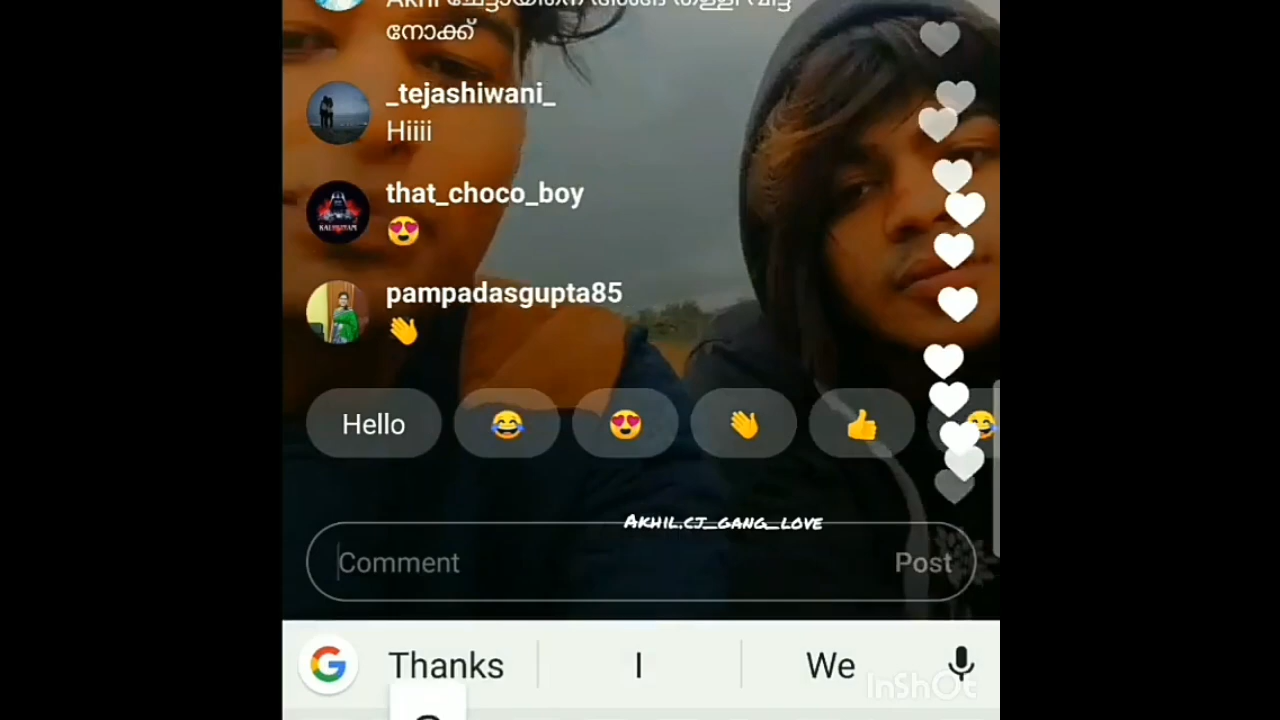 നോക്ക്
_tejashiwani_
Hiiii
that_choco_boy
😍
pampadasgupta85
👋
Hello 😂 😍 👋 👍 😂
Akhil.cj_gang_love
Comment Post
Thanks I We
InShOt